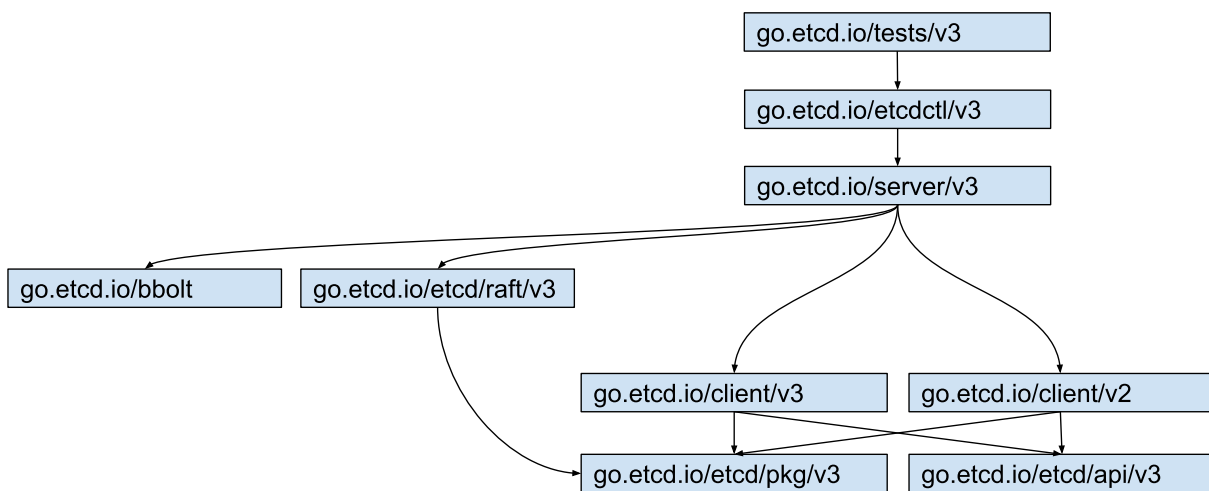 go.etcd.io/tests/v3
go.etcd.io/etcdctl/v3
go.etcd.io/server/v3
go.etcd.io/bbolt
go.etcd.io/etcd/raft/v3
go.etcd.io/client/v3
go.etcd.io/client/v2
go.etcd.io/etcd/pkg/v3
go.etcd.io/etcd/api/v3